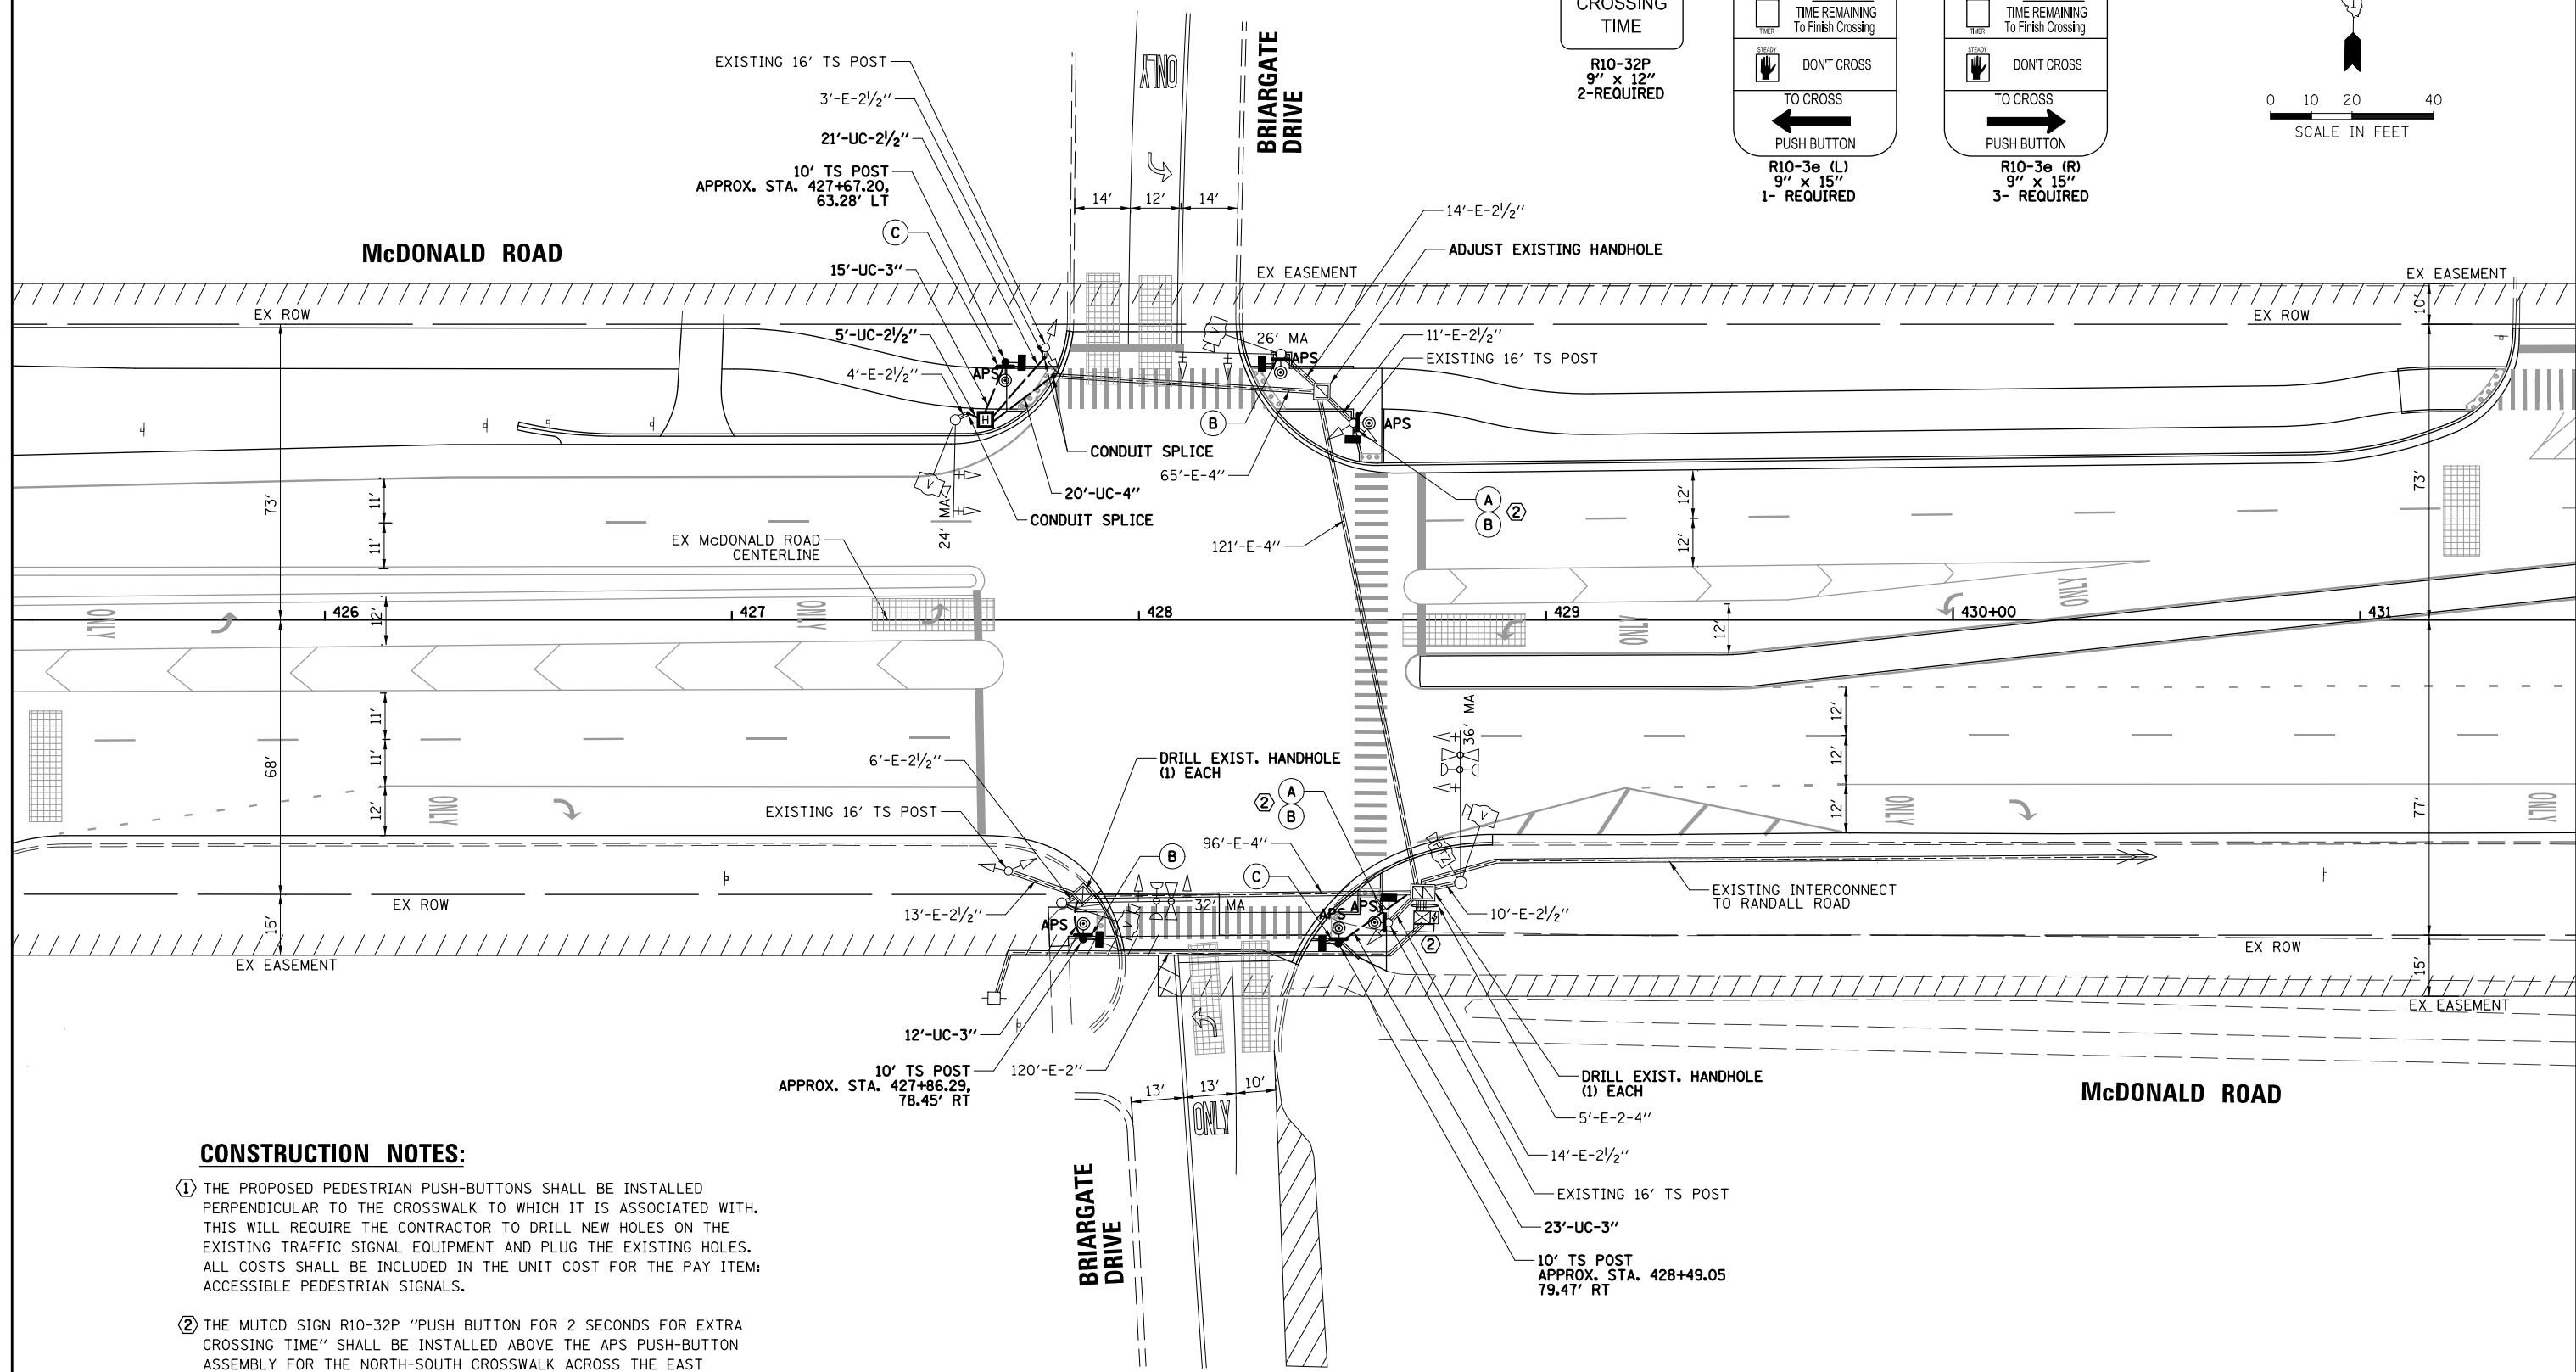 CROSSING
TIME
R10-32P
9" x 12"
2-REQUIRED
TIMER
TIME REMAINING
To Finish Crossing
STEADY
DON'T CROSS
TO CROSS
PUSH BUTTON
R10-3e (L)
9" x 15"
1- REQUIRED
TIMER
TIME REMAINING
To Finish Crossing
STEADY
DON'T CROSS
TO CROSS
PUSH BUTTON
R10-3e (R)
9" x 15"
3- REQUIRED
0 10 20 40
SCALE IN FEET
EXISTING 16' TS POST
3'-E-2½"
21'-UC-2½"
10' TS POST
APPROX. STA. 427+67.20,
63.28' LT
C
15'-UC-3"
5'-UC-2½"
4'-E-2½"
ONLY
BRIARGATE
DRIVE
14' 12' 14'
McDONALD ROAD
14'-E-2½"
ADJUST EXISTING HANDHOLE
EX EASEMENT
EX EASEMENT
10'
EX ROW
EX ROW
26' MA
V
11'-E-2½"
EXISTING 16' TS POST
APS
APS
APS
H
B
CONDUIT SPLICE
65'-E-4"
V
24' MA
20'-UC-4"
CONDUIT SPLICE
A
B
2
121'-E-4"
73'
11'
11'
12'
12'
73'
EX McDONALD ROAD
CENTERLINE
ONLY
12'
ONLY
426
427
428
429
430+00
431
12'
ONLY
ONLY
68'
11'
11'
12'
ONLY
12'
12'
12'
77'
36' MA
ONLY
ONLY
6'-E-2½"
DRILL EXIST. HANDHOLE
(1) EACH
EXISTING 16' TS POST
2
A
B
96'-E-4"
B
C
V
PTZ
32' MA
V
EX ROW
13'-E-2½"
APS
APS
APS
10'-E-2½"
2
EXISTING INTERCONNECT
TO RANDALL ROAD
EX ROW
15'
EX EASEMENT
15'
EX EASEMENT
12'-UC-3"
10' TS POST
APPROX. STA. 427+86.29,
78.45' RT
120'-E-2"
13' 13' 10'
ONLY
DRILL EXIST. HANDHOLE
(1) EACH
5'-E-2-4"
14'-E-2½"
EXISTING 16' TS POST
23'-UC-3"
10' TS POST
APPROX. STA. 428+49.05
79.47' RT
McDONALD ROAD
BRIARGATE
DRIVE
CONSTRUCTION NOTES:
1 THE PROPOSED PEDESTRIAN PUSH-BUTTONS SHALL BE INSTALLED
PERPENDICULAR TO THE CROSSWALK TO WHICH IT IS ASSOCIATED WITH.
THIS WILL REQUIRE THE CONTRACTOR TO DRILL NEW HOLES ON THE
EXISTING TRAFFIC SIGNAL EQUIPMENT AND PLUG THE EXISTING HOLES.
ALL COSTS SHALL BE INCLUDED IN THE UNIT COST FOR THE PAY ITEM:
ACCESSIBLE PEDESTRIAN SIGNALS.
2 THE MUTCD SIGN R10-32P "PUSH BUTTON FOR 2 SECONDS FOR EXTRA
CROSSING TIME" SHALL BE INSTALLED ABOVE THE APS PUSH-BUTTON
ASSEMBLY FOR THE NORTH-SOUTH CROSSWALK ACROSS THE EAST